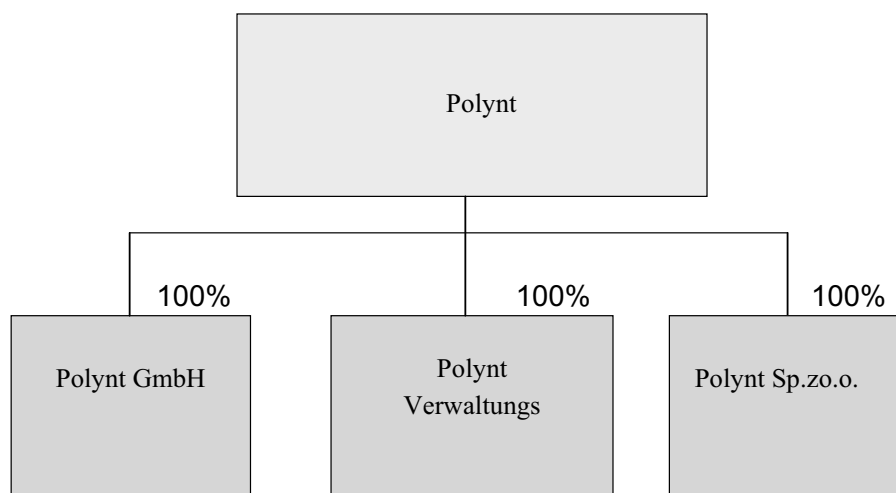 Polynt
100%
100%
100%
Polynt GmbH
Polynt
Verwaltungs
Polynt Sp.zo.o.